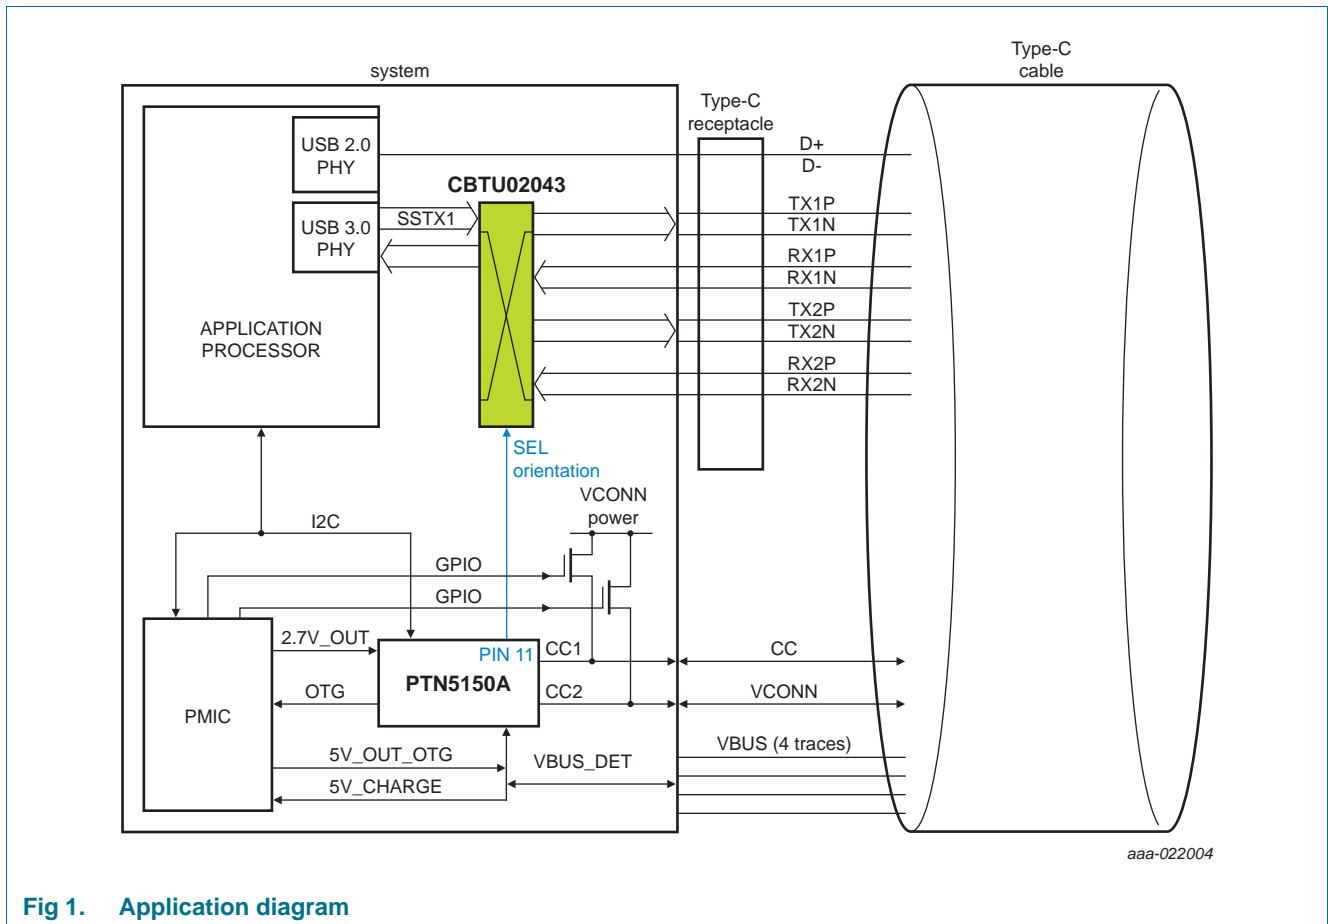 system
Type-C
cable
Type-C
receptacle
USB 2.0
PHY
D+
D-
CBTU02043
USB 3.0
PHY
SSTX1
TX1P
TX1N
RX1P
RX1N
TX2P
TX2N
RX2P
RX2N
APPLICATION
PROCESSOR
SEL
orientation
VCONN
power
I2C
GPIO
GPIO
2.7V_OUT
PIN 11
CC1
CC
PTN5150A
OTG
CC2
VCONN
PMIC
5V_OUT_OTG
VBUS_DET
VBUS (4 traces)
5V_CHARGE
aaa-022004
Fig 1. Application diagram